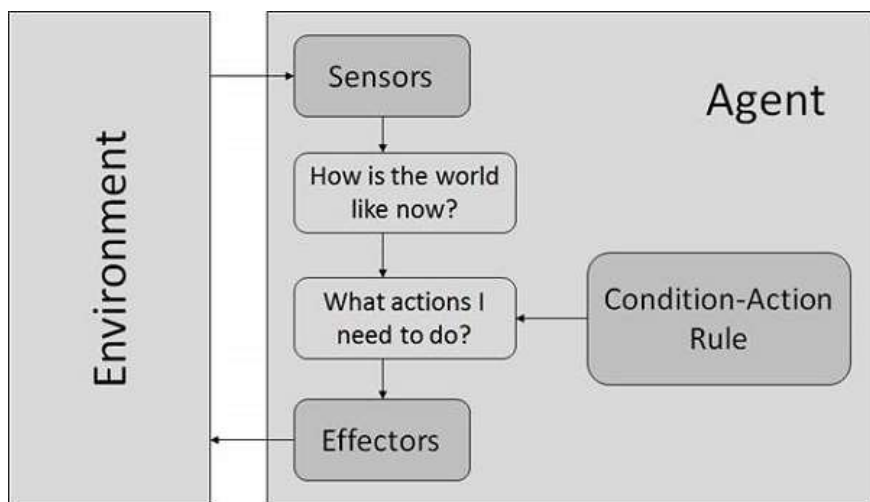 Environment
Agent
Sensors
How is the world
like now?
What actions I
need to do?
Condition-Action
Rule
Effectors